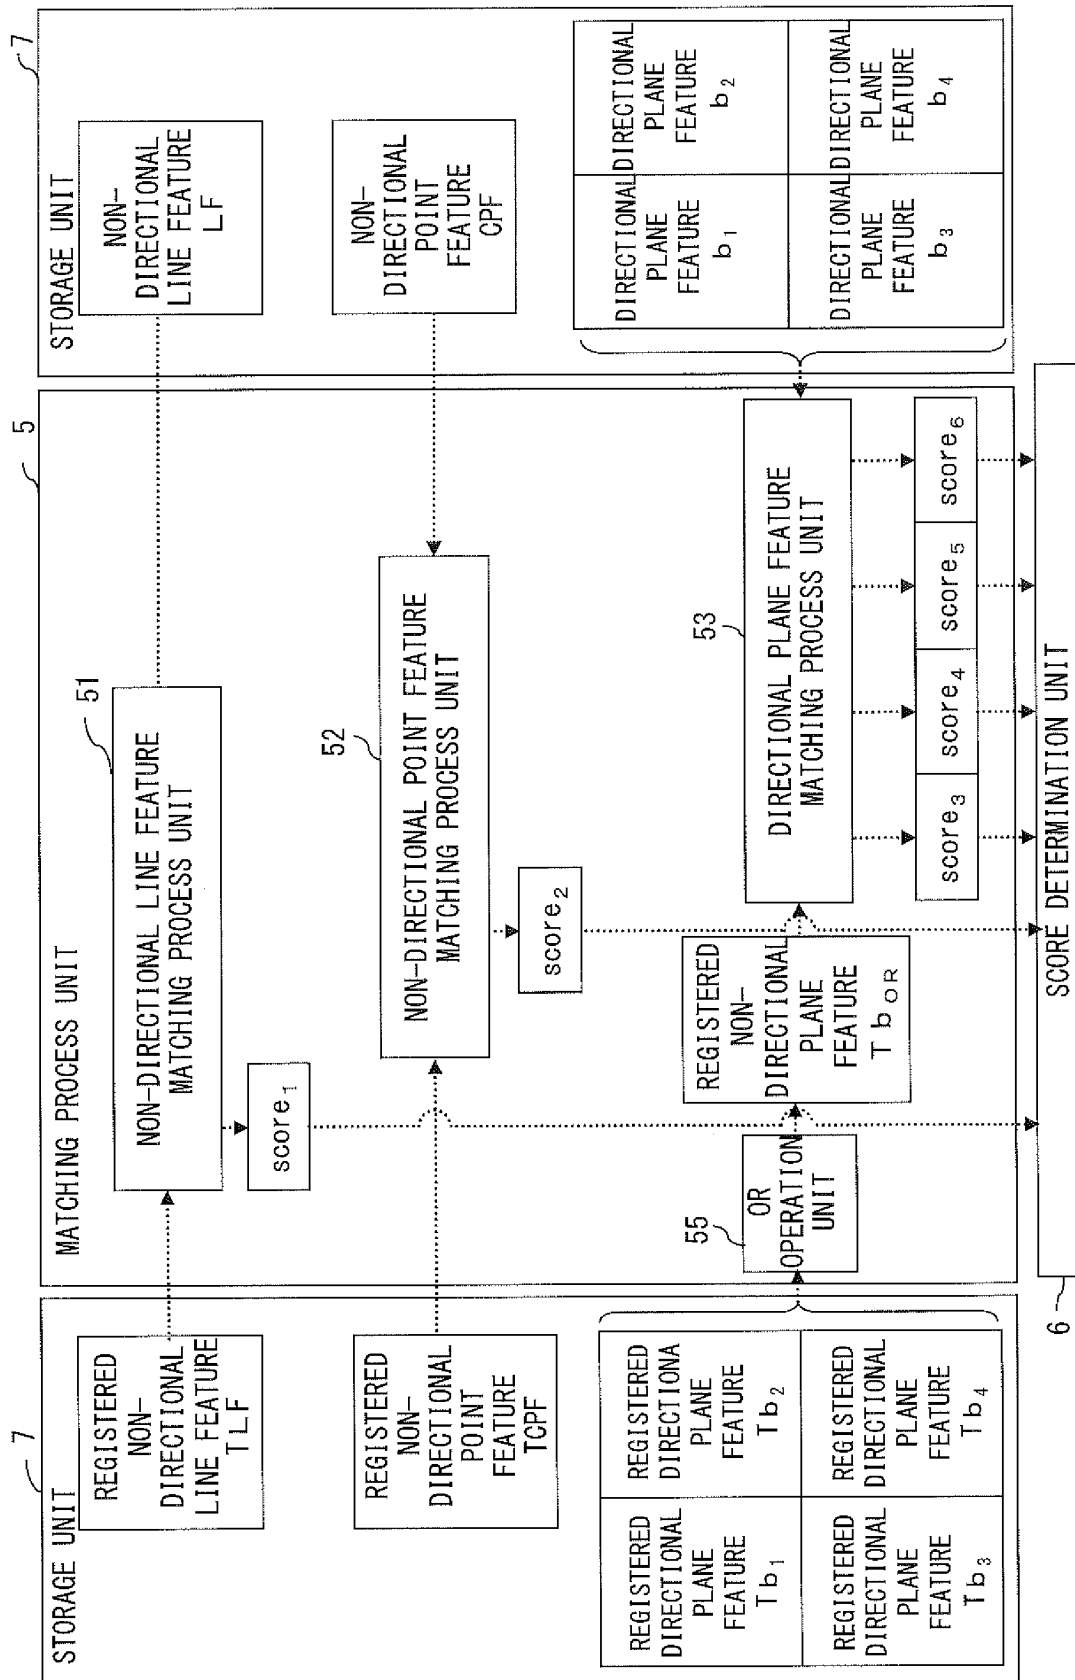 7
STORAGE UNIT
REGISTERED
NON-
DIRECTIONAL
LINE FEATURE
TLF
REGISTERED
NON-
DIRECTIONAL
POINT
FEATURE
TCPF
REGISTERED
DIRECTIONAL
PLANE
FEATURE
Tb1
REGISTERED
DIRECTIONA
PLANE
FEATURE
Tb2
REGISTERED
DIRECTIONAL
PLANE
FEATURE
Tb3
REGISTERED
DIRECTIONAL
PLANE
FEATURE
Tb4
5
MATCHING PROCESS UNIT
51
NON-DIRECTIONAL LINE FEATURE
MATCHING PROCESS UNIT
score1
52
NON-DIRECTIONAL POINT FEATURE
MATCHING PROCESS UNIT
score2
55
OR
OPERATION
UNIT
REGISTERED
NON-
DIRECTIONAL
PLANE
FEATURE
TbOR
53
DIRECTIONAL PLANE FEATURE
MATCHING PROCESS UNIT
score3
score4
score5
score6
7
STORAGE UNIT
NON-
DIRECTIONAL
LINE FEATURE
LF
NON-
DIRECTIONAL
POINT
FEATURE
CPF
DIRECTIONAL
PLANE
FEATURE
b1
DIRECTIONAL
PLANE
FEATURE
b2
DIRECTIONAL
PLANE
FEATURE
b3
DIRECTIONAL
PLANE
FEATURE
b4
6
SCORE DETERMINATION UNIT